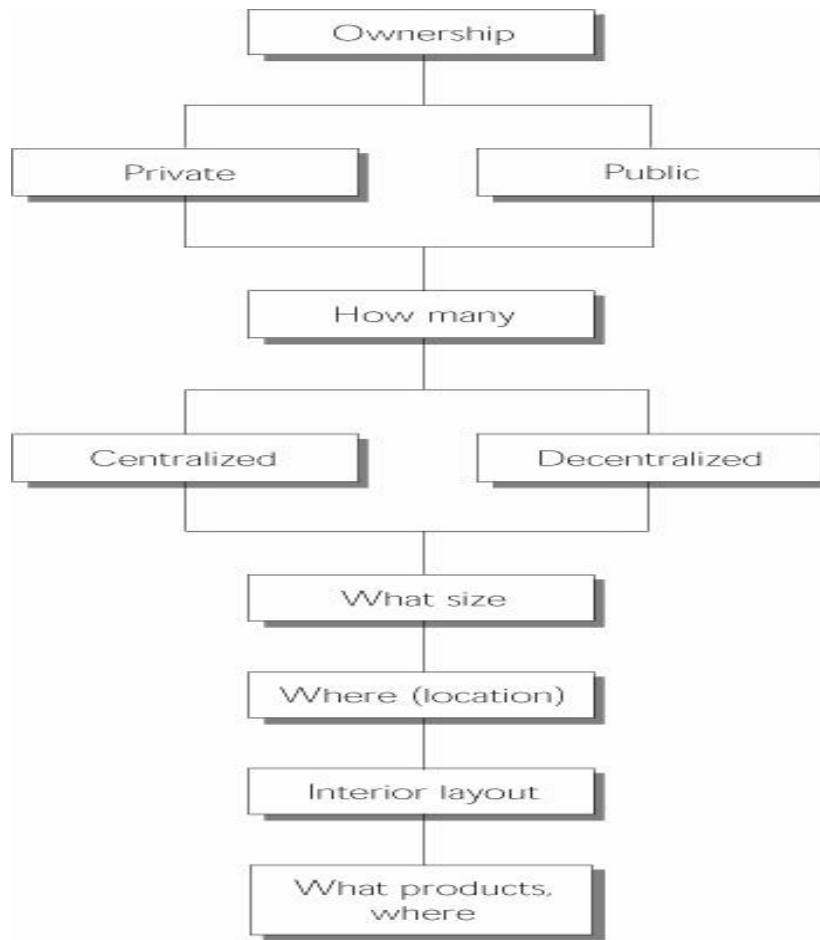 Ownership
Private
Public
How many
Centralized
Decentralized
What size
Where (location)
Interior layout
What products,
where